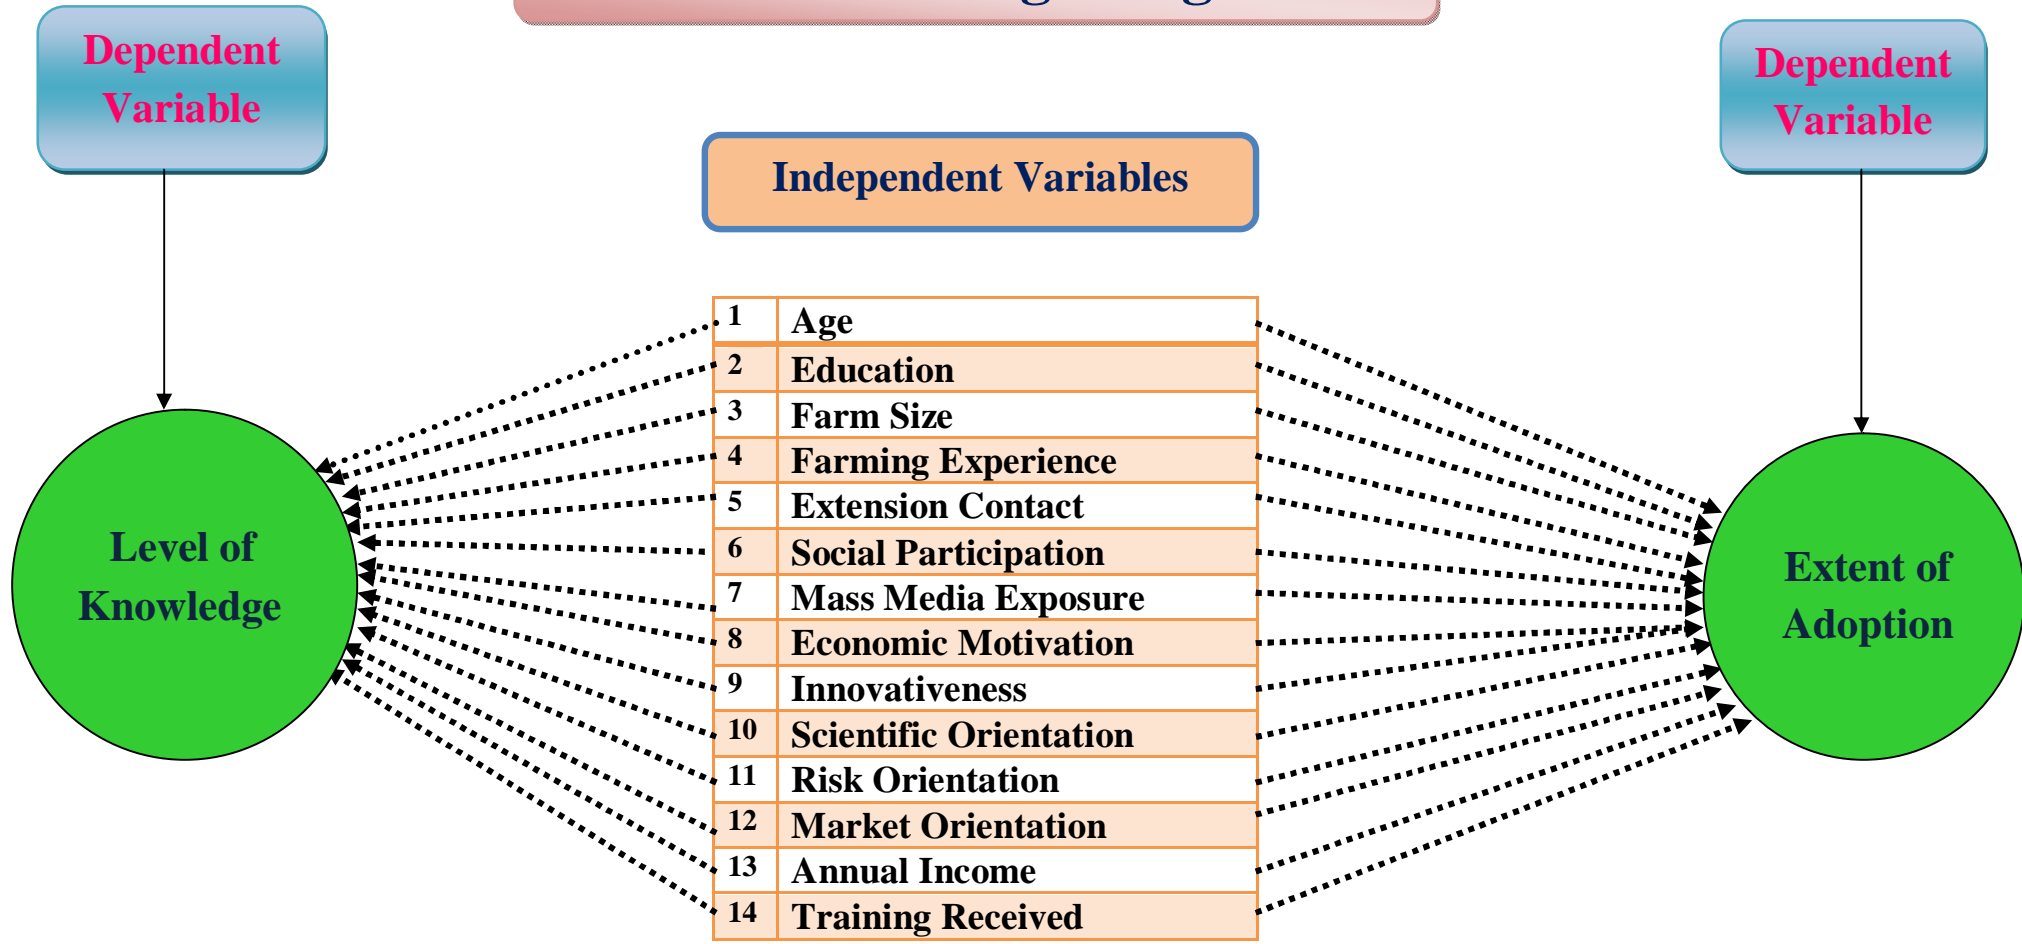 Dependent
Variable
Dependent
Variable
Independent Variables
1 Age
2 Education
3 Farm Size
4 Farming Experience
5 Extension Contact
6 Social Participation
7 Mass Media Exposure
8 Economic Motivation
9 Innovativeness
10 Scientific Orientation
11 Risk Orientation
12 Market Orientation
13 Annual Income
14 Training Received
Level of
Knowledge
Extent of
Adoption